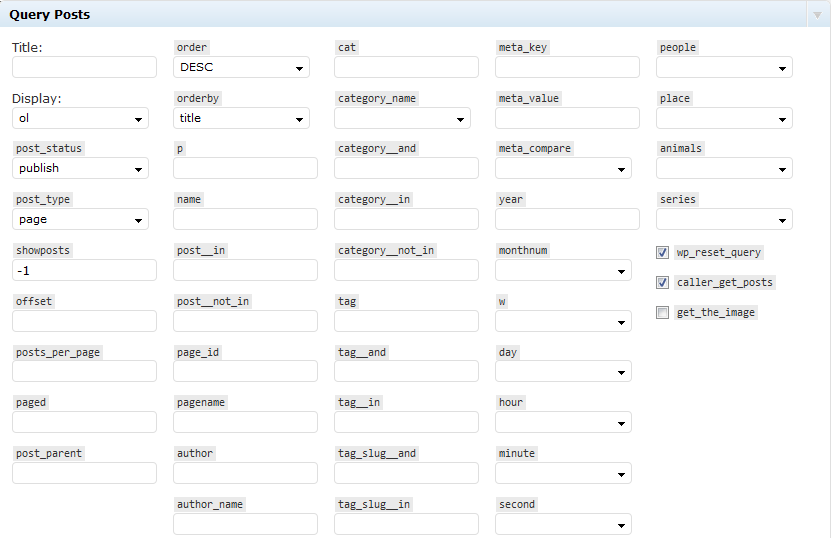 Query Posts
Title: order cat meta_key people
DESC
Display: orderby category_name meta_value place
ol title
post_status p category__and meta_compare animals
publish
post_type name category__in year series
page
showposts post__in category__not_in monthnum wp_reset_query
-1
caller_get_posts
offset post__not_in tag w get_the_image
posts_per_page page_id tag__and day
paged pagename tag__in hour
post_parent author tag_slug__and minute
author_name tag_slug__in second